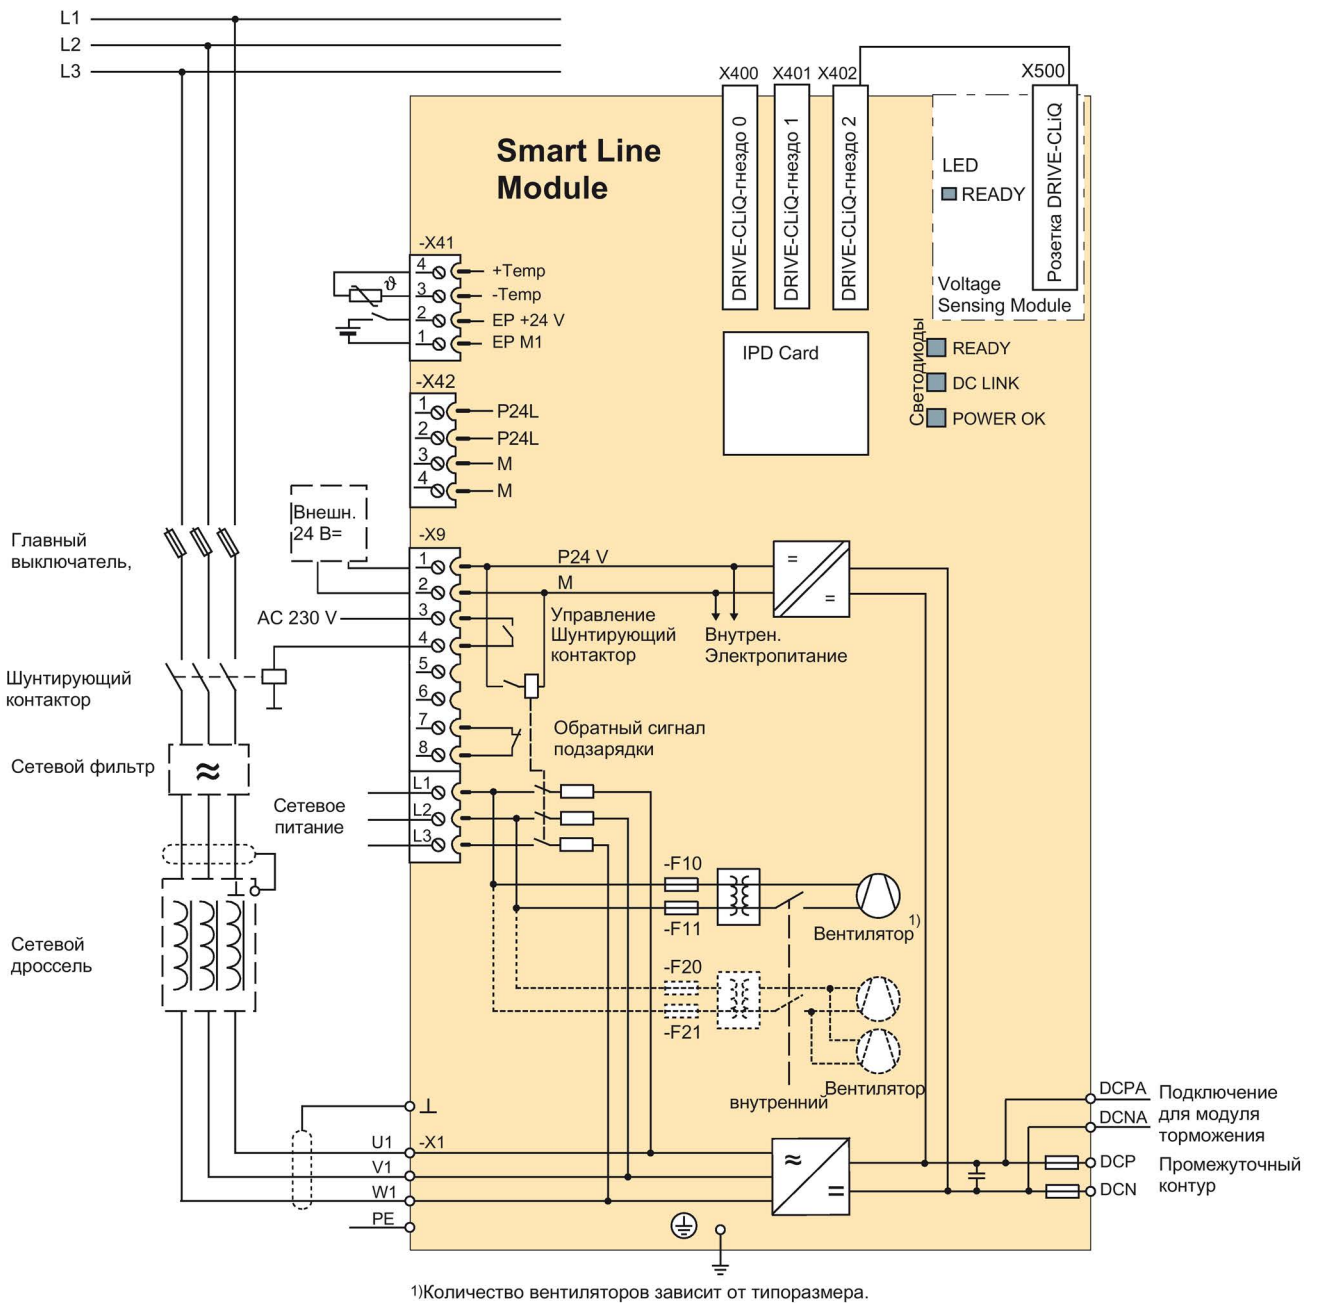 L1
L2
L3
X400
X401
X402
X500
Smart Line
Module
DRIVE-CLiQ-гнездо 0
DRIVE-CLiQ-гнездо 1
DRIVE-CLiQ-гнездо 2
Розетка DRIVE-CLiQ
LED
READY
Voltage
Sensing Module
-X41
4
+Temp
ϑ
3
-Temp
2
EP +24 V
1
EP M1
IPD Card
Светодиоды
READY
DC LINK
POWER OK
-X42
1
P24L
2
P24L
3
M
4
M
Внешн.
24 В=
Главный
выключатель,
-X9
1
P24 V
2
M
=
=
AC 230 V
3
4
5
6
7
8
Управление
Шунтирующий
контактор
Внутрен.
Электропитание
Шунтирующий
контактор
Обратный сигнал
подзарядки
Сетевой фильтр
≈
L1
L2
L3
Сетевое
питание
-F10
-F11
Вентилятор 1)
Сетевой
дроссель
-F20
-F21
Вентилятор
внутренний
DCPA
DCNA
Подключение
для модуля
торможения
U1
-X1
V1
W1
PE
≈
=
DCP
DCN
Промежуточный
контур
1)Количество вентиляторов зависит от типоразмера.